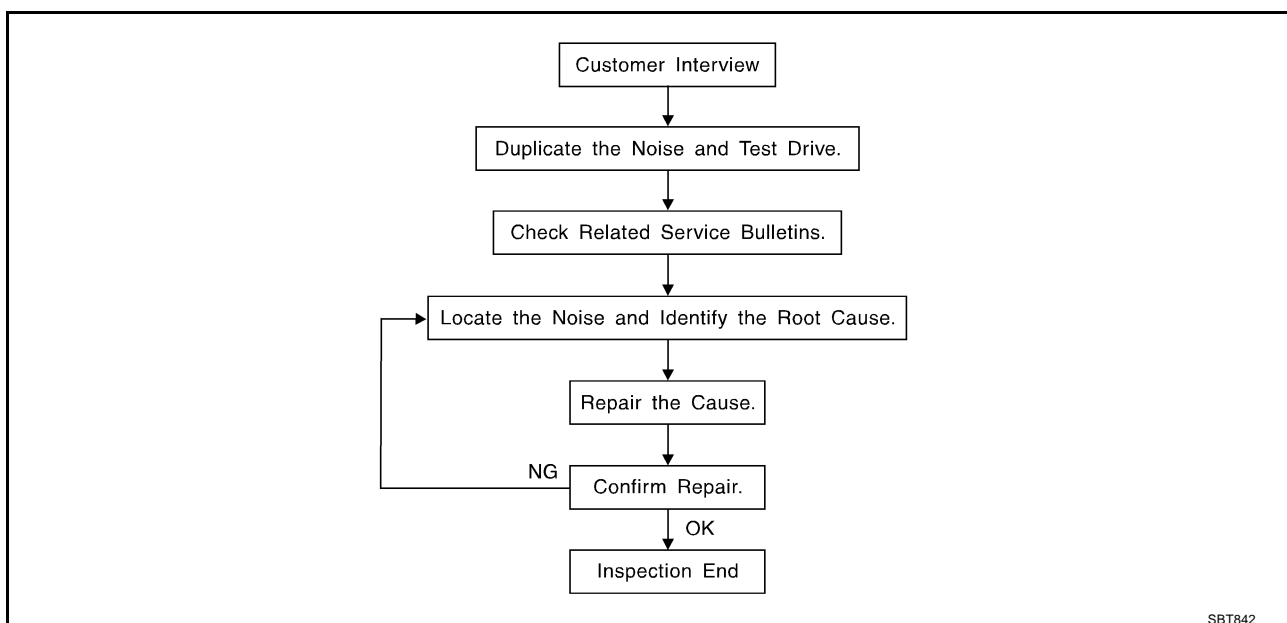 Customer Interview
Duplicate the Noise and Test Drive.
Check Related Service Bulletins.
Locate the Noise and Identify the Root Cause.
Repair the Cause.
NG
Confirm Repair.
OK
Inspection End
SBT842